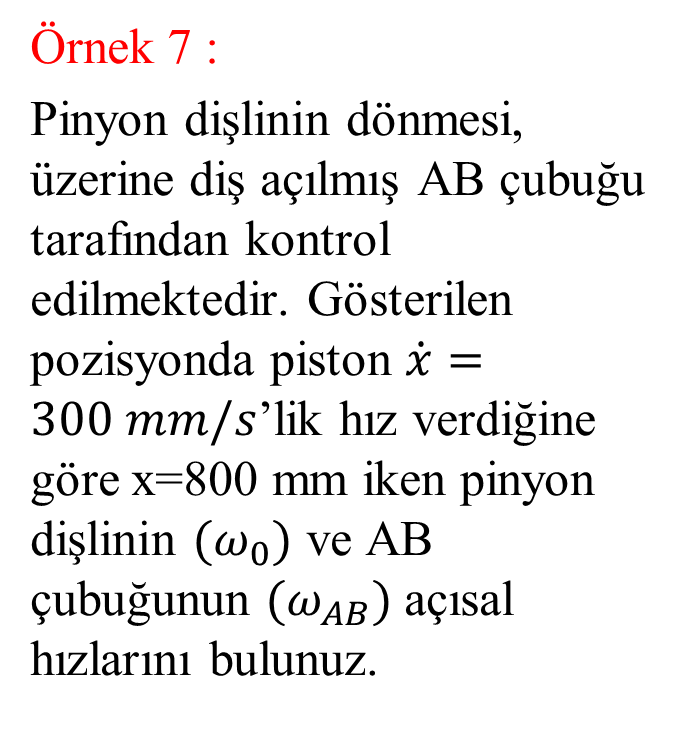 Örnek 7 :
Pinyon dişlinin dönmesi,
üzerine diş açılmış AB çubuğu
tarafından kontrol
edilmektedir. Gösterilen
pozisyonda piston ẋ =
300 mm/s’lik hız verdiğine
göre x=800 mm iken pinyon
dişlinin (ω₀) ve AB
çubuğunun (ω_AB) açısal
hızlarını bulunuz.